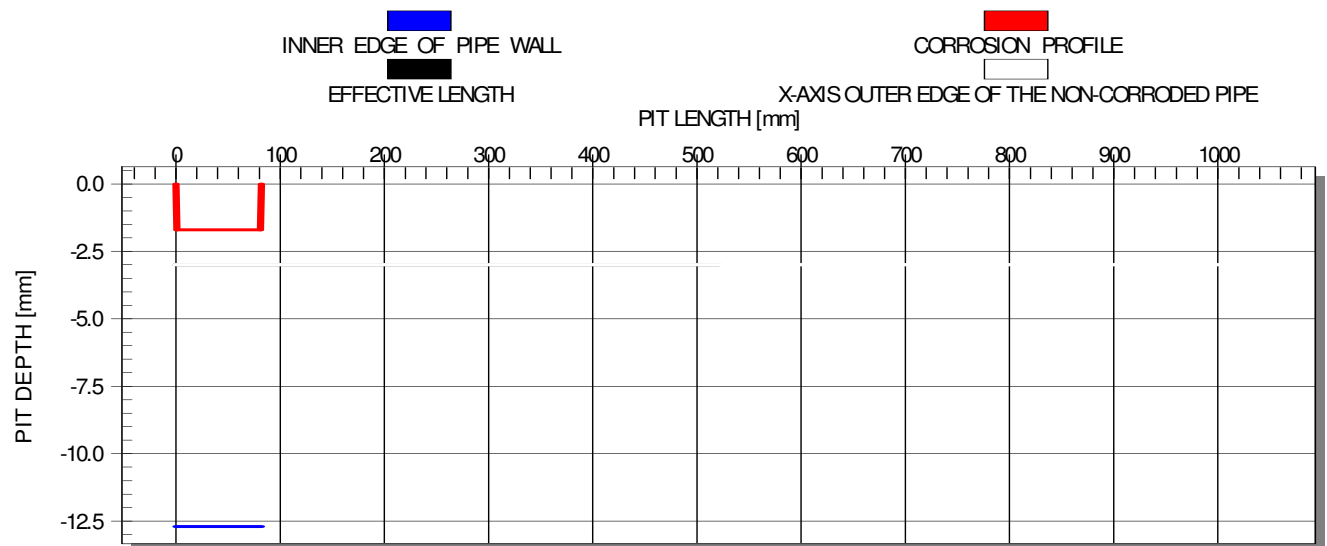 INNER EDGE OF PIPE WALL
CORROSION PROFILE
EFFECTIVE LENGTH
X-AXIS OUTER EDGE OF THE NON-CORRODED PIPE
PIT LENGTH [mm]
0 100 200 300 400 500 600 700 800 900 1000
0.0
-2.5
-5.0
-7.5
-10.0
-12.5
PIT DEPTH [mm]